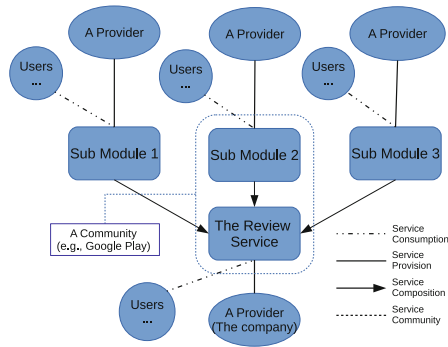 A Provider
A Provider
A Provider
Users
...
Users
...
Users
...
Sub Module 1
Sub Module 2
Sub Module 3
A Community
(e.g., Google Play)
The Review
Service
Users
...
A Provider
(The company)
Service
Consumption
Service
Provision
Service
Composition
Service
Community